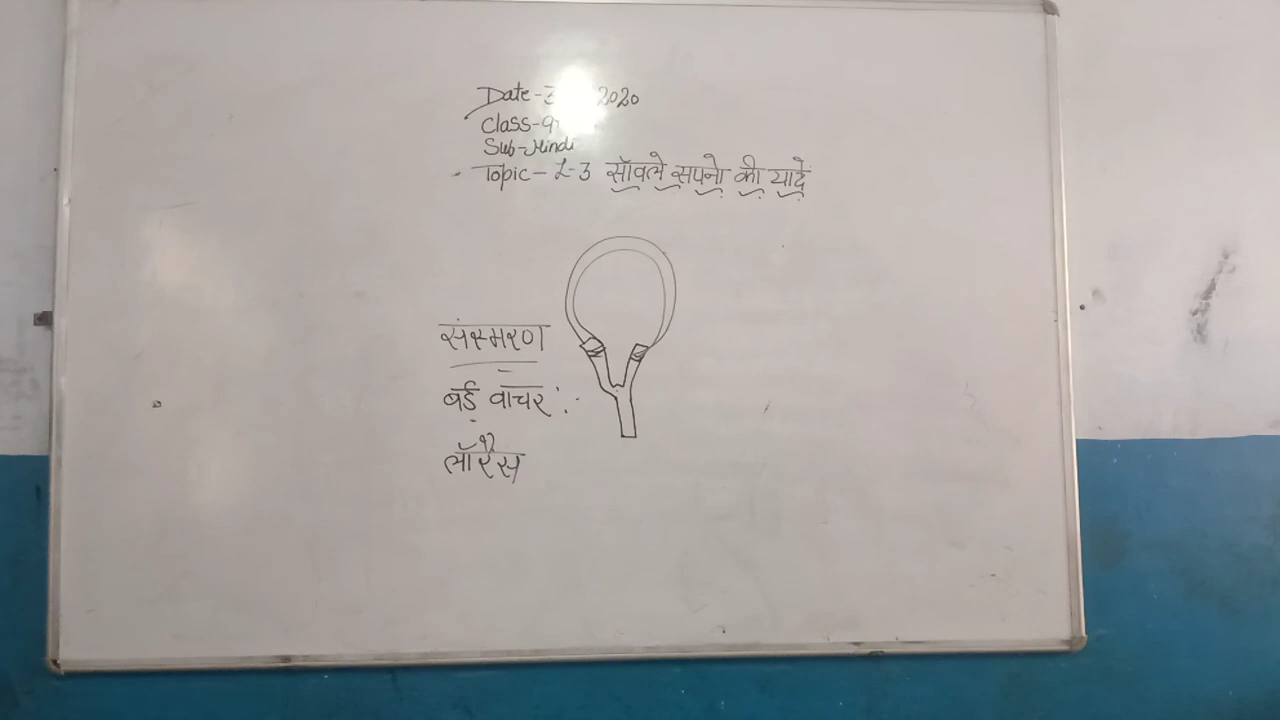 Date- 2020
Class-9
Sub-Hindi
Topic- L-3 साँवले सपनो की यादे
संस्मरण
बर्ड वाचर :
लॉरेंस